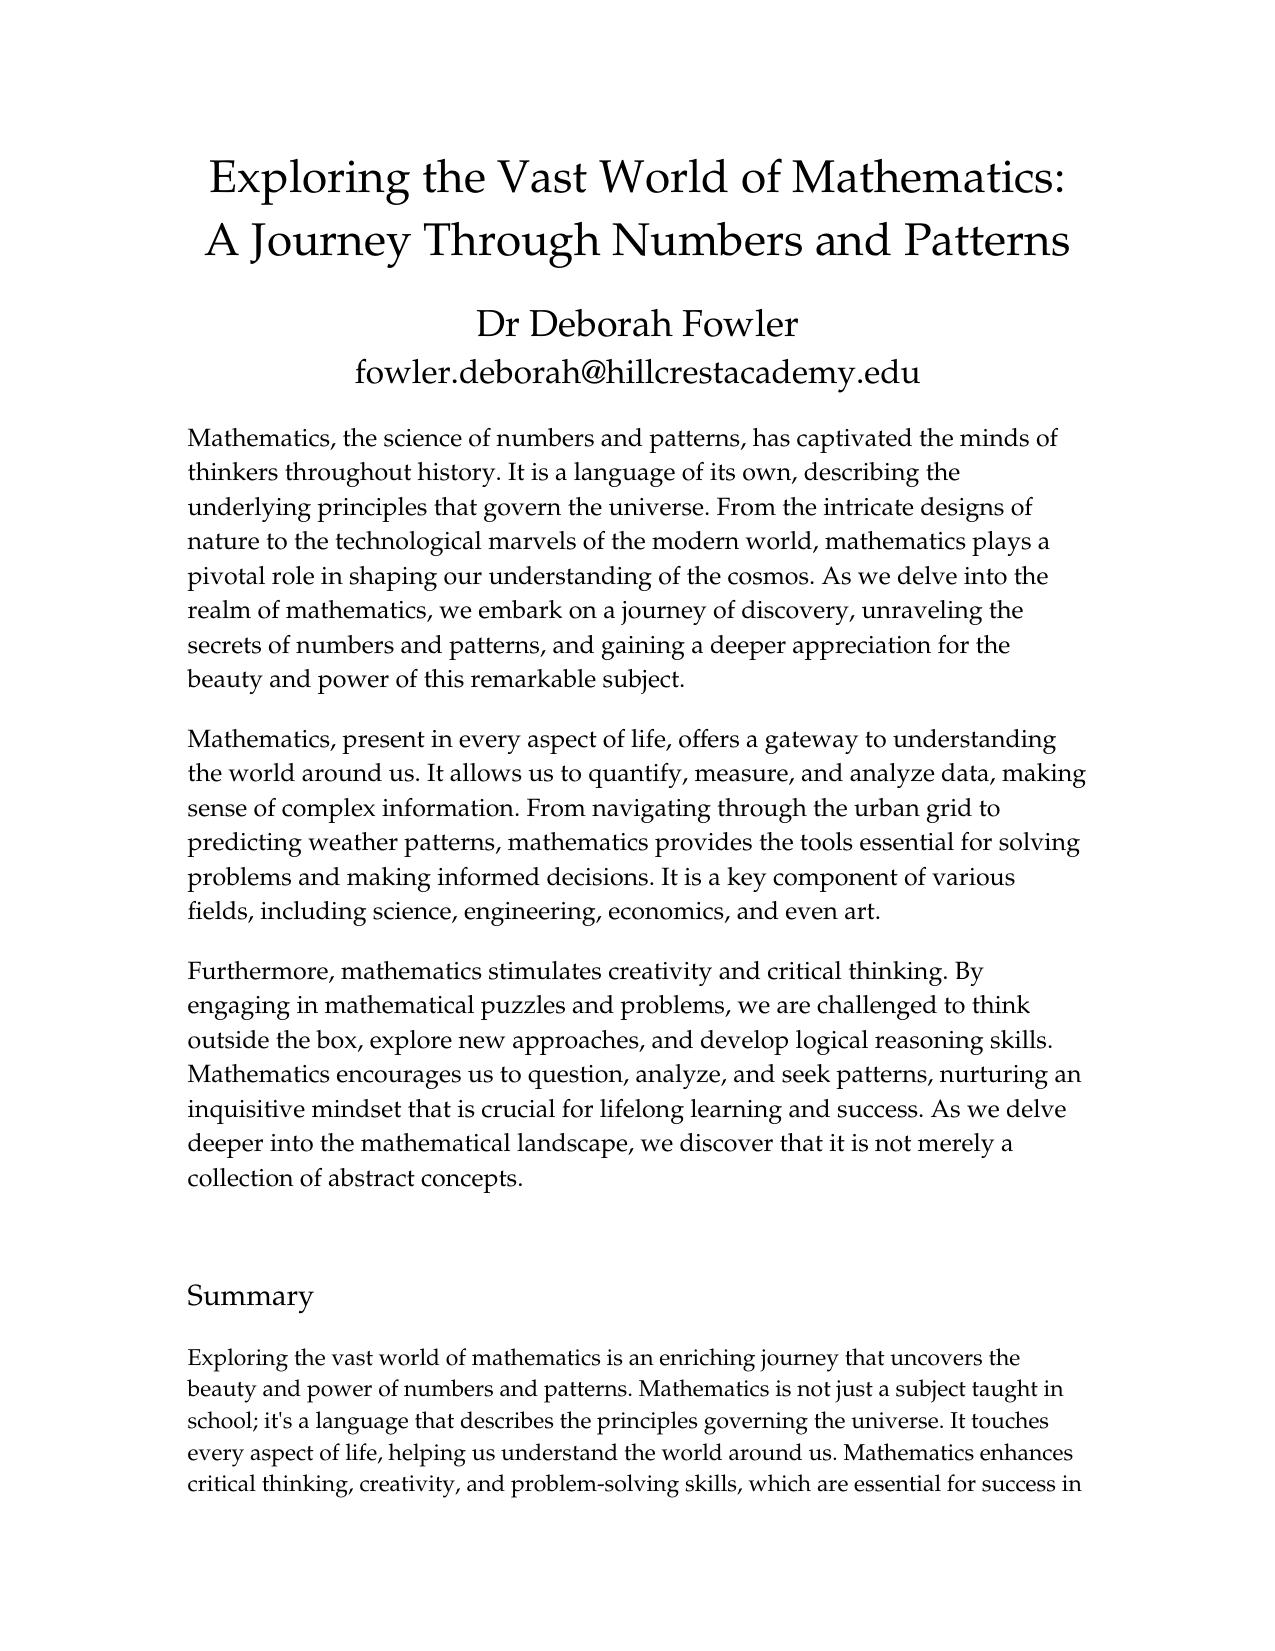 Exploring the Vast World of Mathematics:
A Journey Through Numbers and Patterns
Dr Deborah Fowler
fowler.deborah@hillcrestacademy.edu
Mathematics, the science of numbers and patterns, has captivated the minds of
thinkers throughout history. It is a language of its own, describing the
underlying principles that govern the universe. From the intricate designs of
nature to the technological marvels of the modern world, mathematics plays a
pivotal role in shaping our understanding of the cosmos. As we delve into the
realm of mathematics, we embark on a journey of discovery, unraveling the
secrets of numbers and patterns, and gaining a deeper appreciation for the
beauty and power of this remarkable subject.
Mathematics, present in every aspect of life, offers a gateway to understanding
the world around us. It allows us to quantify, measure, and analyze data, making
sense of complex information. From navigating through the urban grid to
predicting weather patterns, mathematics provides the tools essential for solving
problems and making informed decisions. It is a key component of various
fields, including science, engineering, economics, and even art.
Furthermore, mathematics stimulates creativity and critical thinking. By
engaging in mathematical puzzles and problems, we are challenged to think
outside the box, explore new approaches, and develop logical reasoning skills.
Mathematics encourages us to question, analyze, and seek patterns, nurturing an
inquisitive mindset that is crucial for lifelong learning and success. As we delve
deeper into the mathematical landscape, we discover that it is not merely a
collection of abstract concepts.
Summary
Exploring the vast world of mathematics is an enriching journey that uncovers the
beauty and power of numbers and patterns. Mathematics is not just a subject taught in
school; it's a language that describes the principles governing the universe. It touches
every aspect of life, helping us understand the world around us. Mathematics enhances
critical thinking, creativity, and problem-solving skills, which are essential for success in